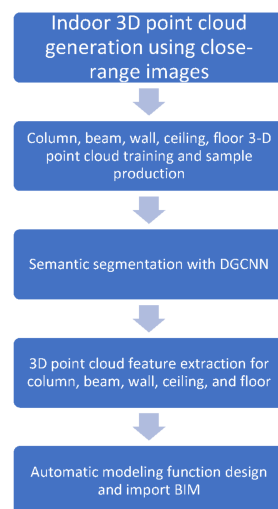 Indoor 3D point cloud
generation using close-
range images
Column, beam, wall, ceiling, floor 3-D
point cloud training and sample
production
Semantic segmentation with DGCNN
3D point cloud feature extraction for
column, beam, wall, ceiling, and floor
Automatic modeling function design
and import BIM